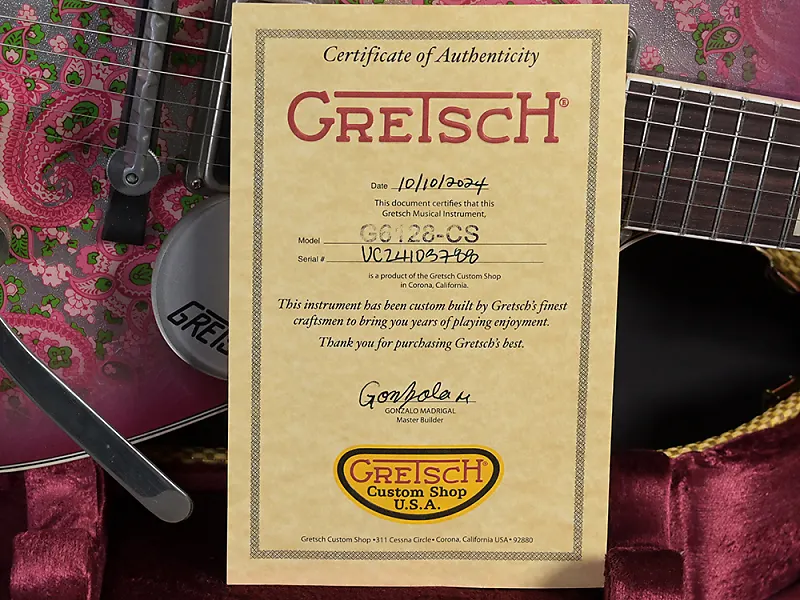 Certificate of Authenticity
GRETSCH®
Date 10/10/2024
This document certifies that this
Gretsch Musical Instrument,
Model G6128-CS
Serial # UC24103788
is a product of the Gretsch Custom Shop
in Corona, California.
This instrument has been custom built by Gretsch's finest
craftsmen to bring you years of playing enjoyment.
Thank you for purchasing Gretsch's best.
Gonzalo M
GONZALO MADRIGAL
Master Builder
GRETSCH®
Custom Shop
U.S.A.
Gretsch Custom Shop •311 Cessna Circle• Corona, California USA• 92880
GRETS